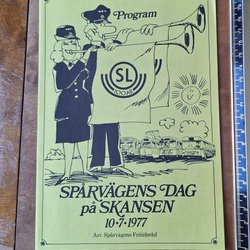 Program
SL
SPÅRVÄGENS DAG
på SKANSEN
10·7·1977
Arr. Spårvägens Fritidsråd